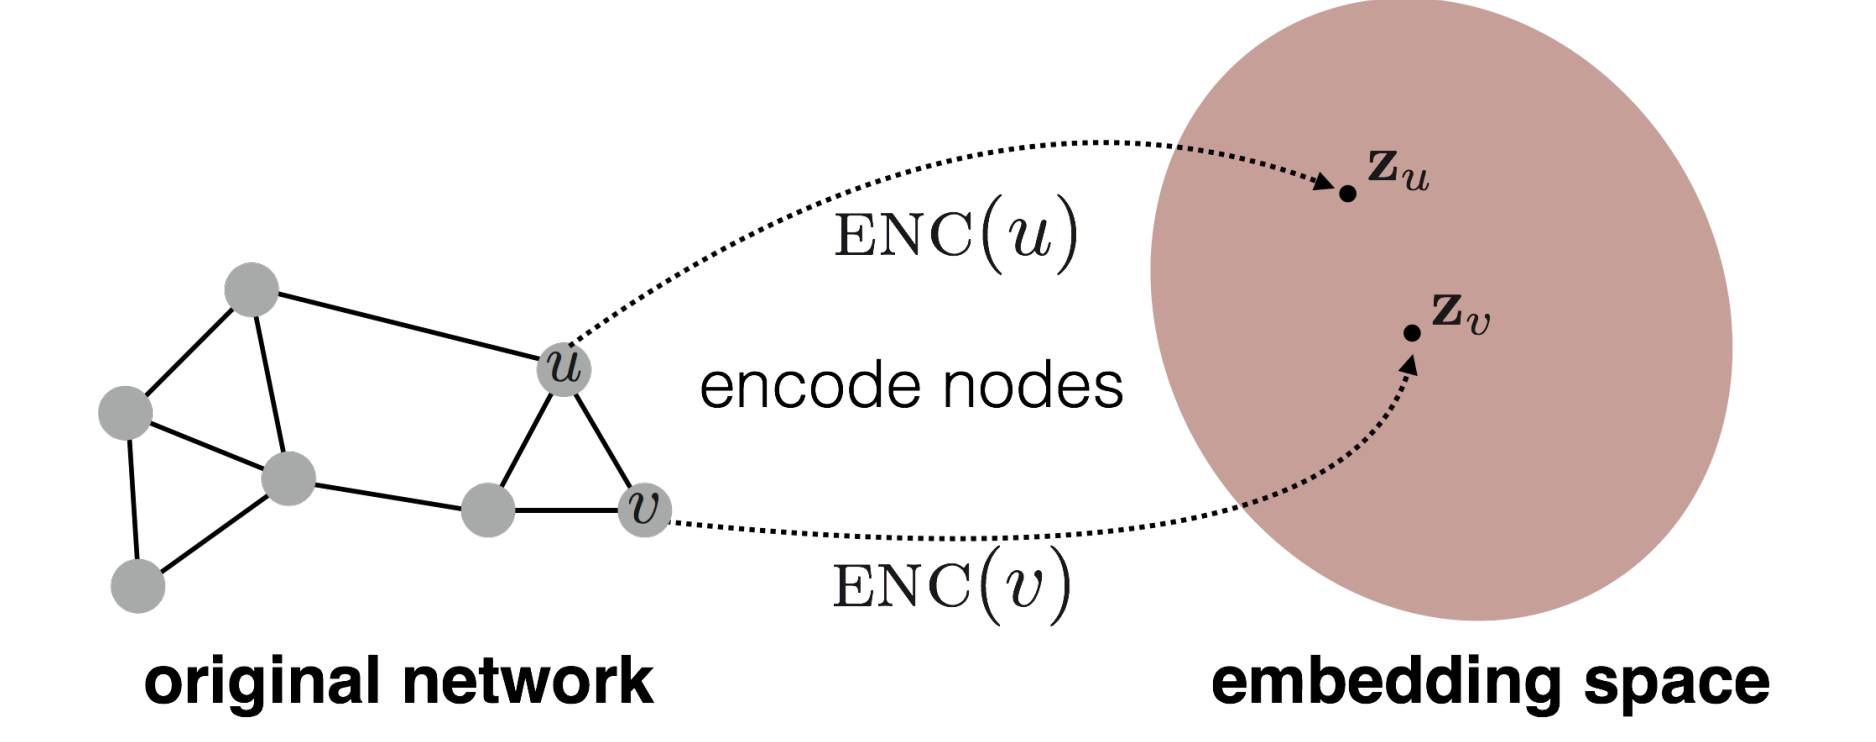 z_u
ENC(u)
z_v
u
encode nodes
v
ENC(v)
original network
embedding space